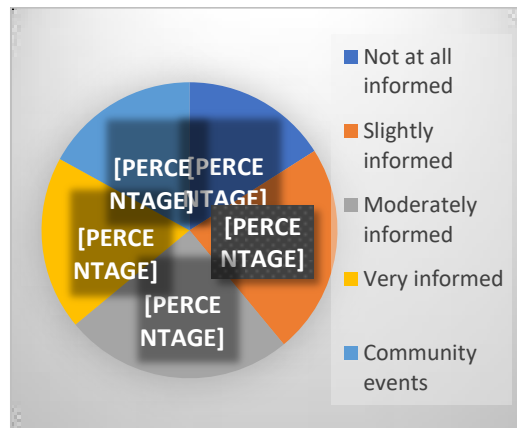 [PERCE
NTAGE]
[PERCE
NTAGE]
[PERCE
NTAGE]
[PERCE
NTAGE]
[PERCE
NTAGE]
Not at all
informed
Slightly
informed
Moderately
informed
Very informed
Community
events